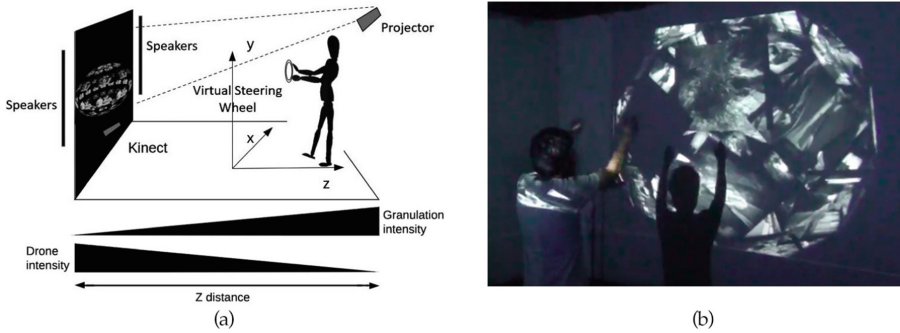 Projector
Speakers
y
Speakers
Virtual Steering
Wheel
x
Kinect
z
Granulation
intensity
Drone
intensity
Z distance
(a)
(b)